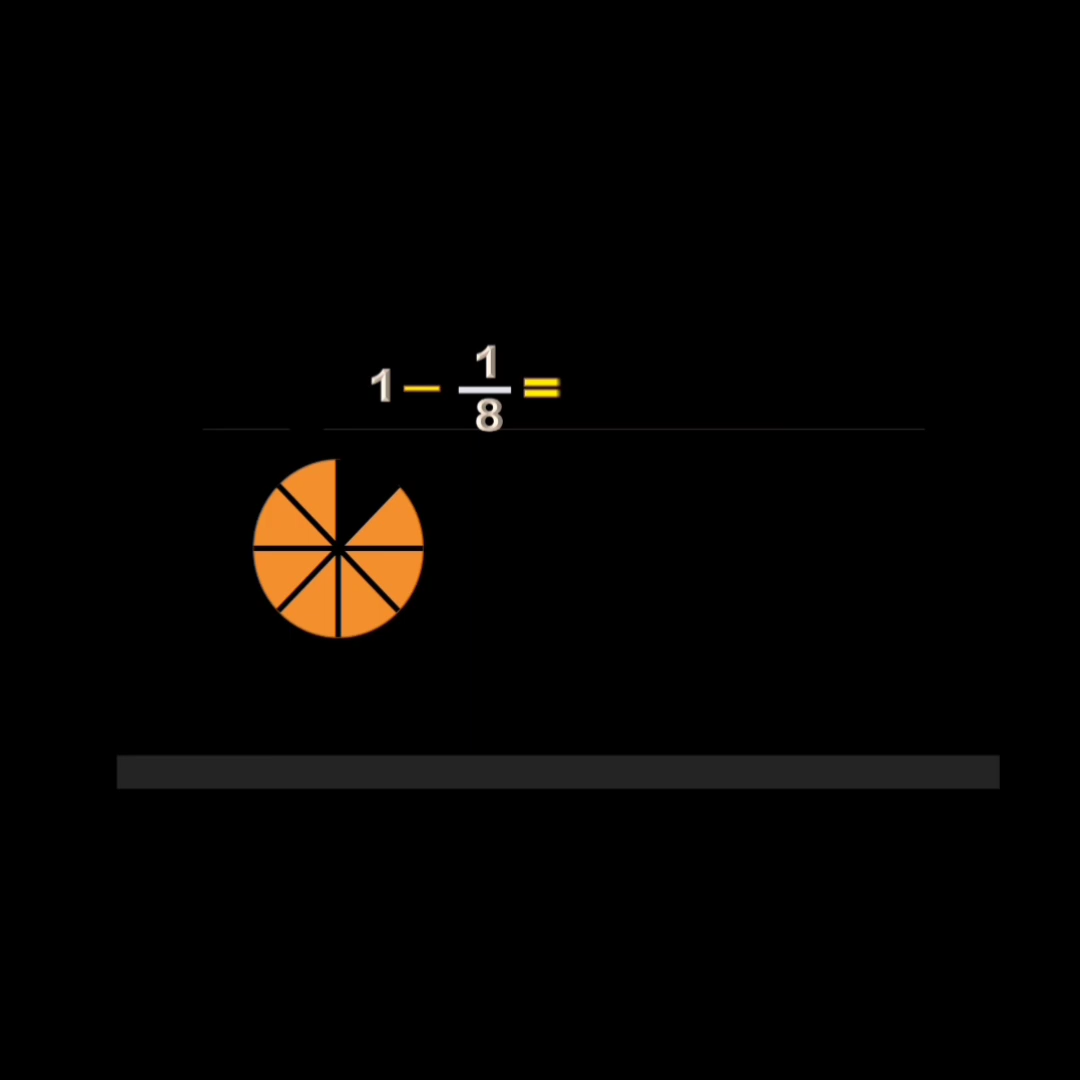 1 − 1/8 =